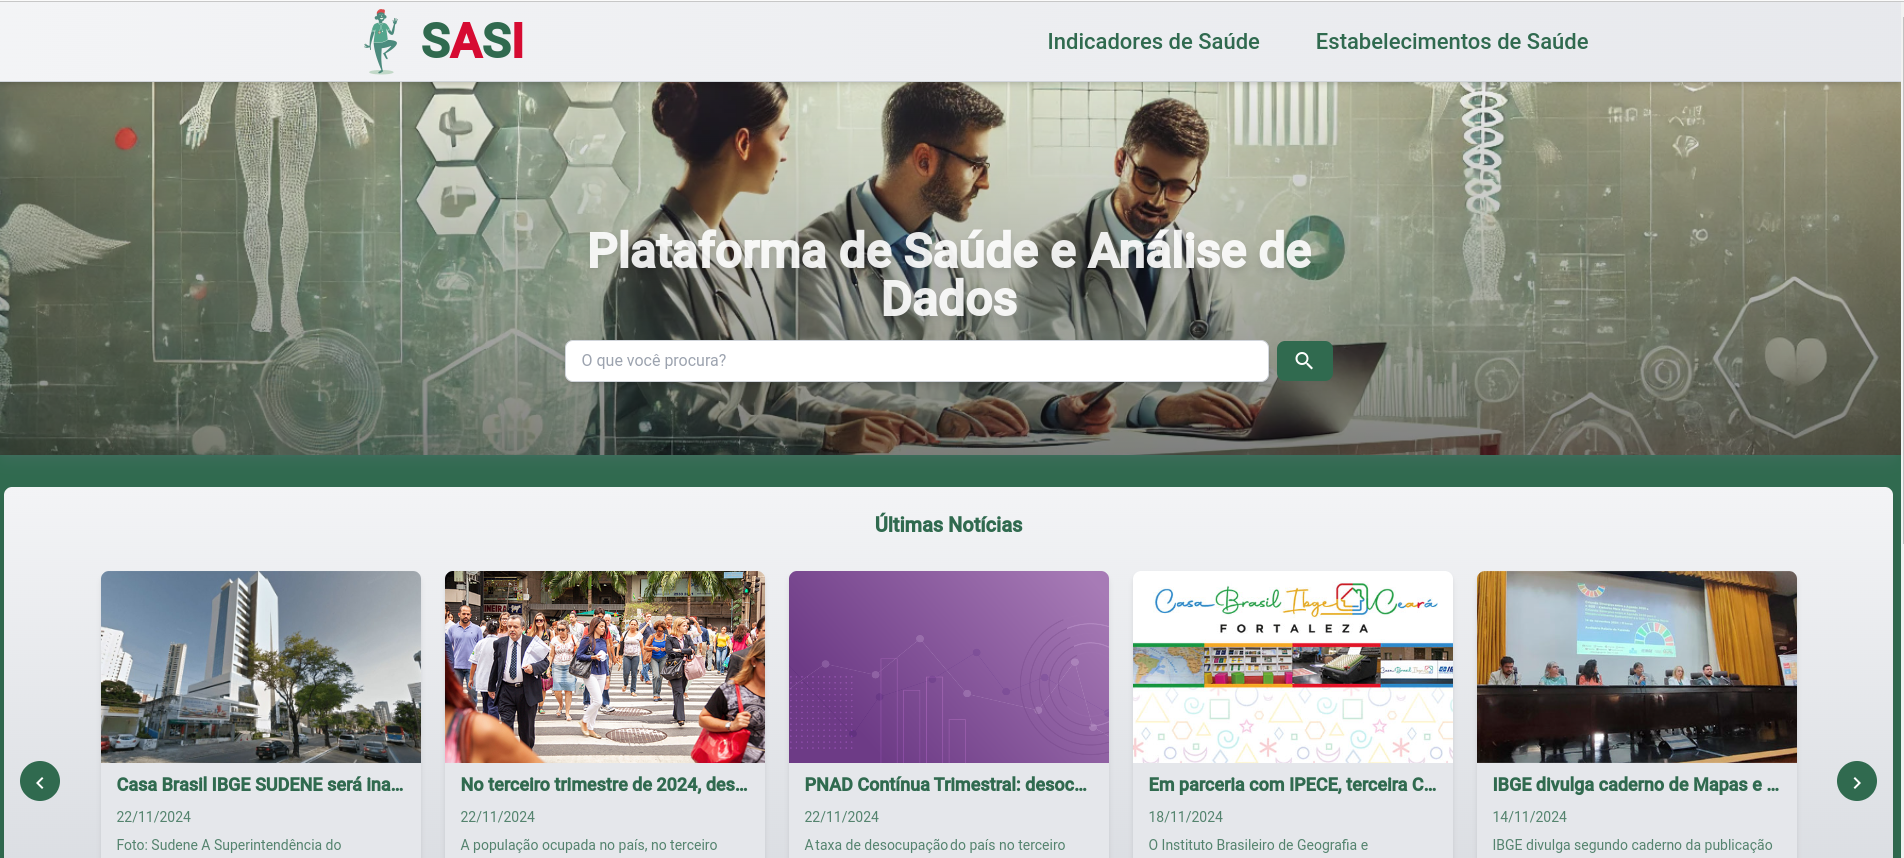 SASI
Indicadores de Saúde
Estabelecimentos de Saúde
Plataforma de Saúde e Análise de
Dados
O que você procura?
Últimas Notícias
Casa Brasil Ibge Ceará
FORTALEZA
Casa Brasil IBGE SUDENE será ina...
22/11/2024
Foto: Sudene A Superintendência do
No terceiro trimestre de 2024, des...
22/11/2024
A população ocupada no país, no terceiro
PNAD Contínua Trimestral: desoc...
22/11/2024
A taxa de desocupação do país no terceiro
Em parceria com IPECE, terceira C...
18/11/2024
O Instituto Brasileiro de Geografia e
IBGE divulga caderno de Mapas e ...
14/11/2024
IBGE divulga segundo caderno da publicação